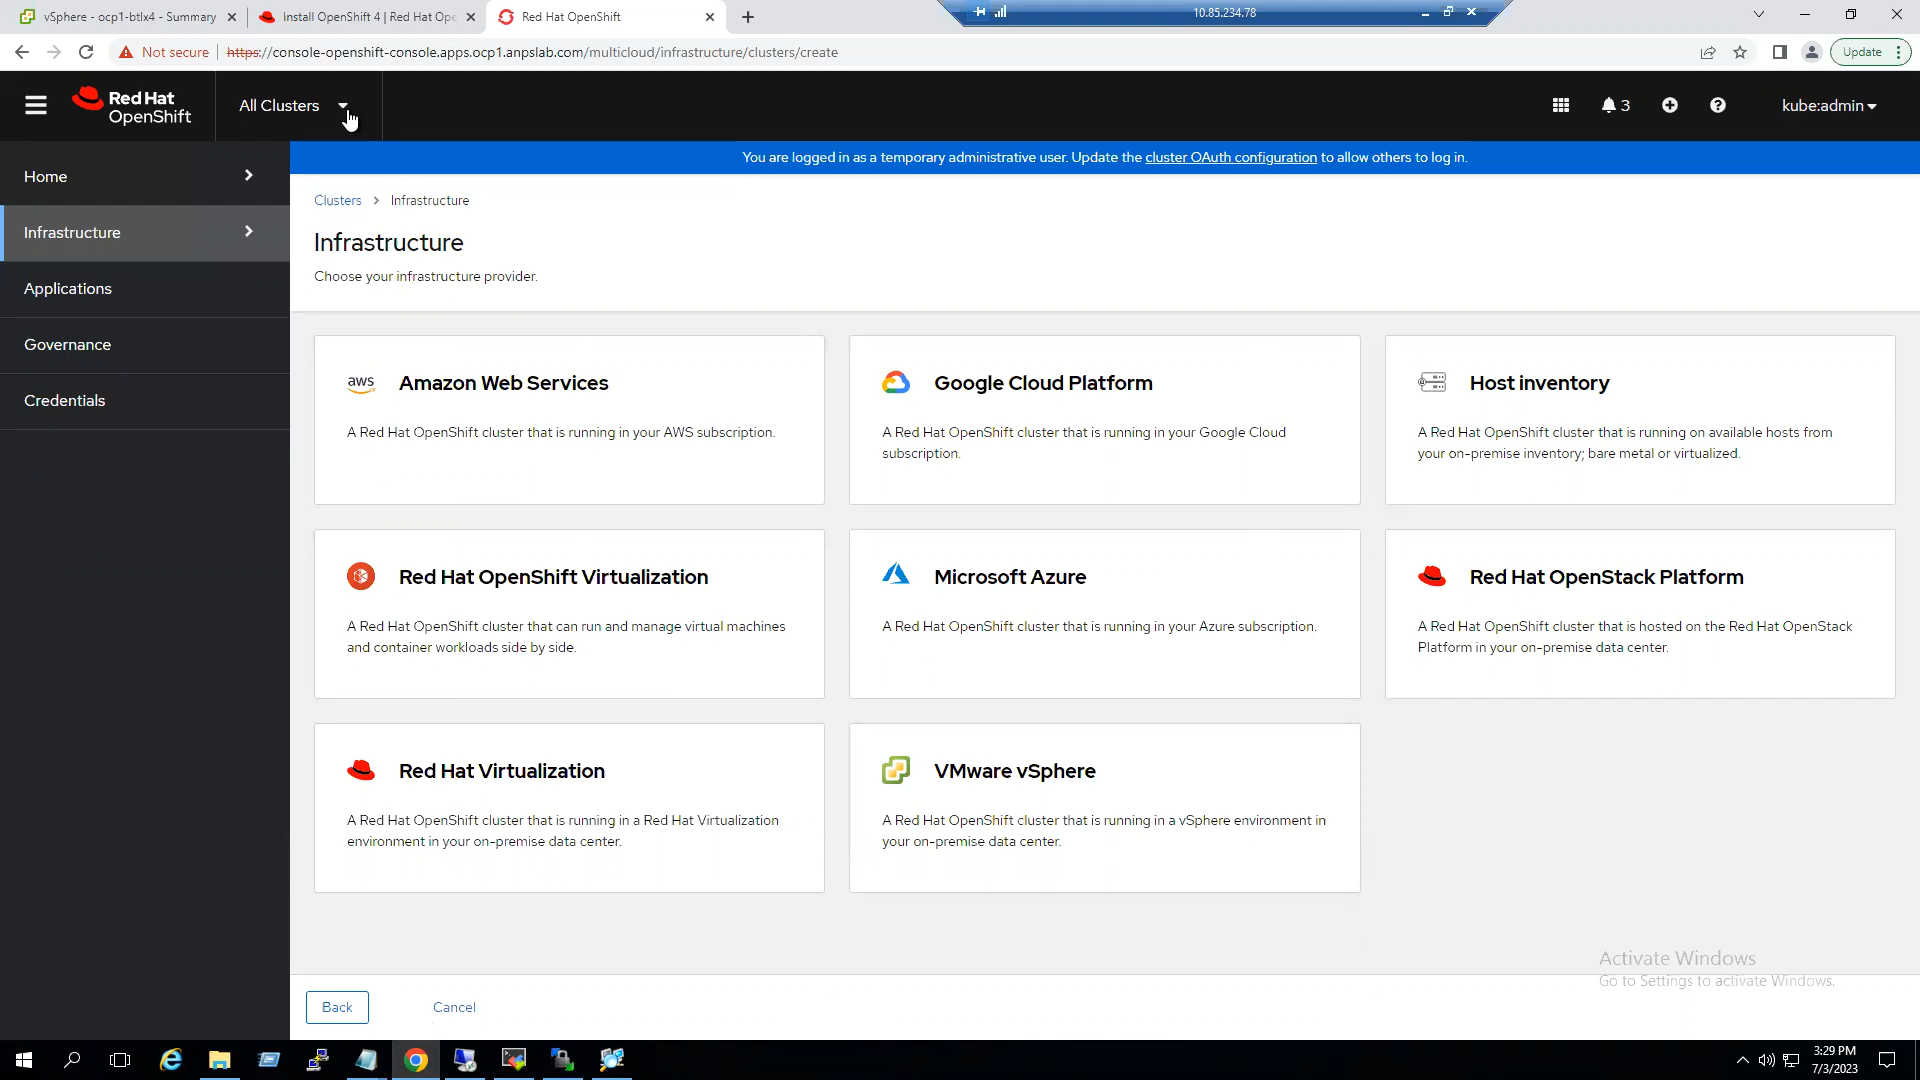 vSphere - ocp1-btlx4 - Summary
Install OpenShift 4 | Red Hat Ope
Red Hat OpenShift
10.85.234.78
Not secure
https://console-openshift-console.apps.ocp1.anpslab.com/multicloud/infrastructure/clusters/create
Update
Red Hat
OpenShift
All Clusters
3
kube:admin
You are logged in as a temporary administrative user. Update the cluster OAuth configuration to allow others to log in.
Home
Infrastructure
Applications
Governance
Credentials
Clusters > Infrastructure
Infrastructure
Choose your infrastructure provider.
aws
Amazon Web Services
A Red Hat OpenShift cluster that is running in your AWS subscription.
Google Cloud Platform
A Red Hat OpenShift cluster that is running in your Google Cloud
subscription.
Host inventory
A Red Hat OpenShift cluster that is running on available hosts from
your on-premise inventory; bare metal or virtualized.
Red Hat OpenShift Virtualization
A Red Hat OpenShift cluster that can run and manage virtual machines
and container workloads side by side.
Microsoft Azure
A Red Hat OpenShift cluster that is running in your Azure subscription.
Red Hat OpenStack Platform
A Red Hat OpenShift cluster that is hosted on the Red Hat OpenStack
Platform in your on-premise data center.
Red Hat Virtualization
A Red Hat OpenShift cluster that is running in a Red Hat Virtualization
environment in your on-premise data center.
VMware vSphere
A Red Hat OpenShift cluster that is running in a vSphere environment in
your on-premise data center.
Activate Windows
Go to Settings to activate Windows.
Back
Cancel
3:29 PM
7/3/2023